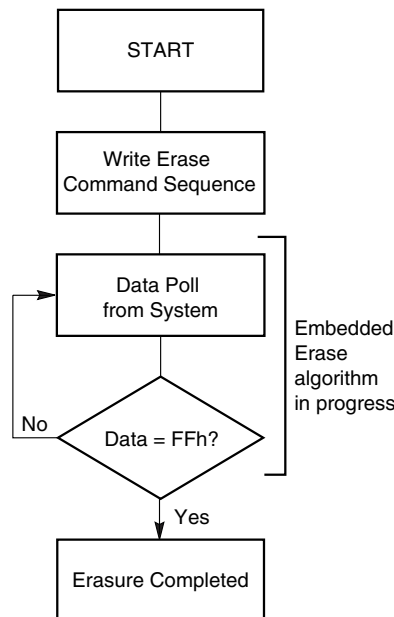 START
Write Erase
Command Sequence
Data Poll
from System
Embedded
Erase
algorithm
in progress
No
Data = FFh?
Yes
Erasure Completed